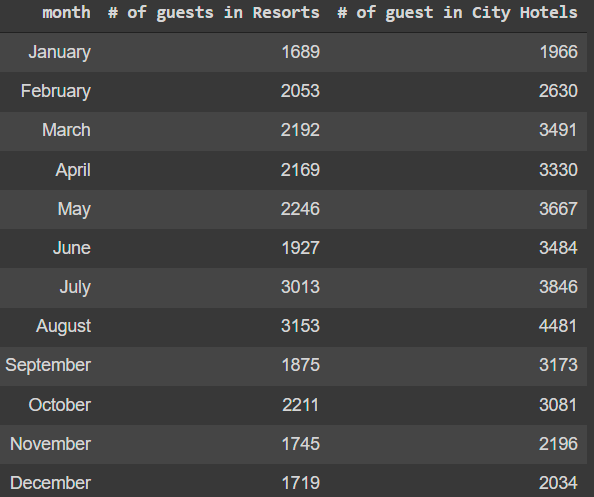 month # of guests in Resorts # of guest in City Hotels
January 1689 1966
February 2053 2630
March 2192 3491
April 2169 3330
May 2246 3667
June 1927 3484
July 3013 3846
August 3153 4481
September 1875 3173
October 2211 3081
November 1745 2196
December 1719 2034